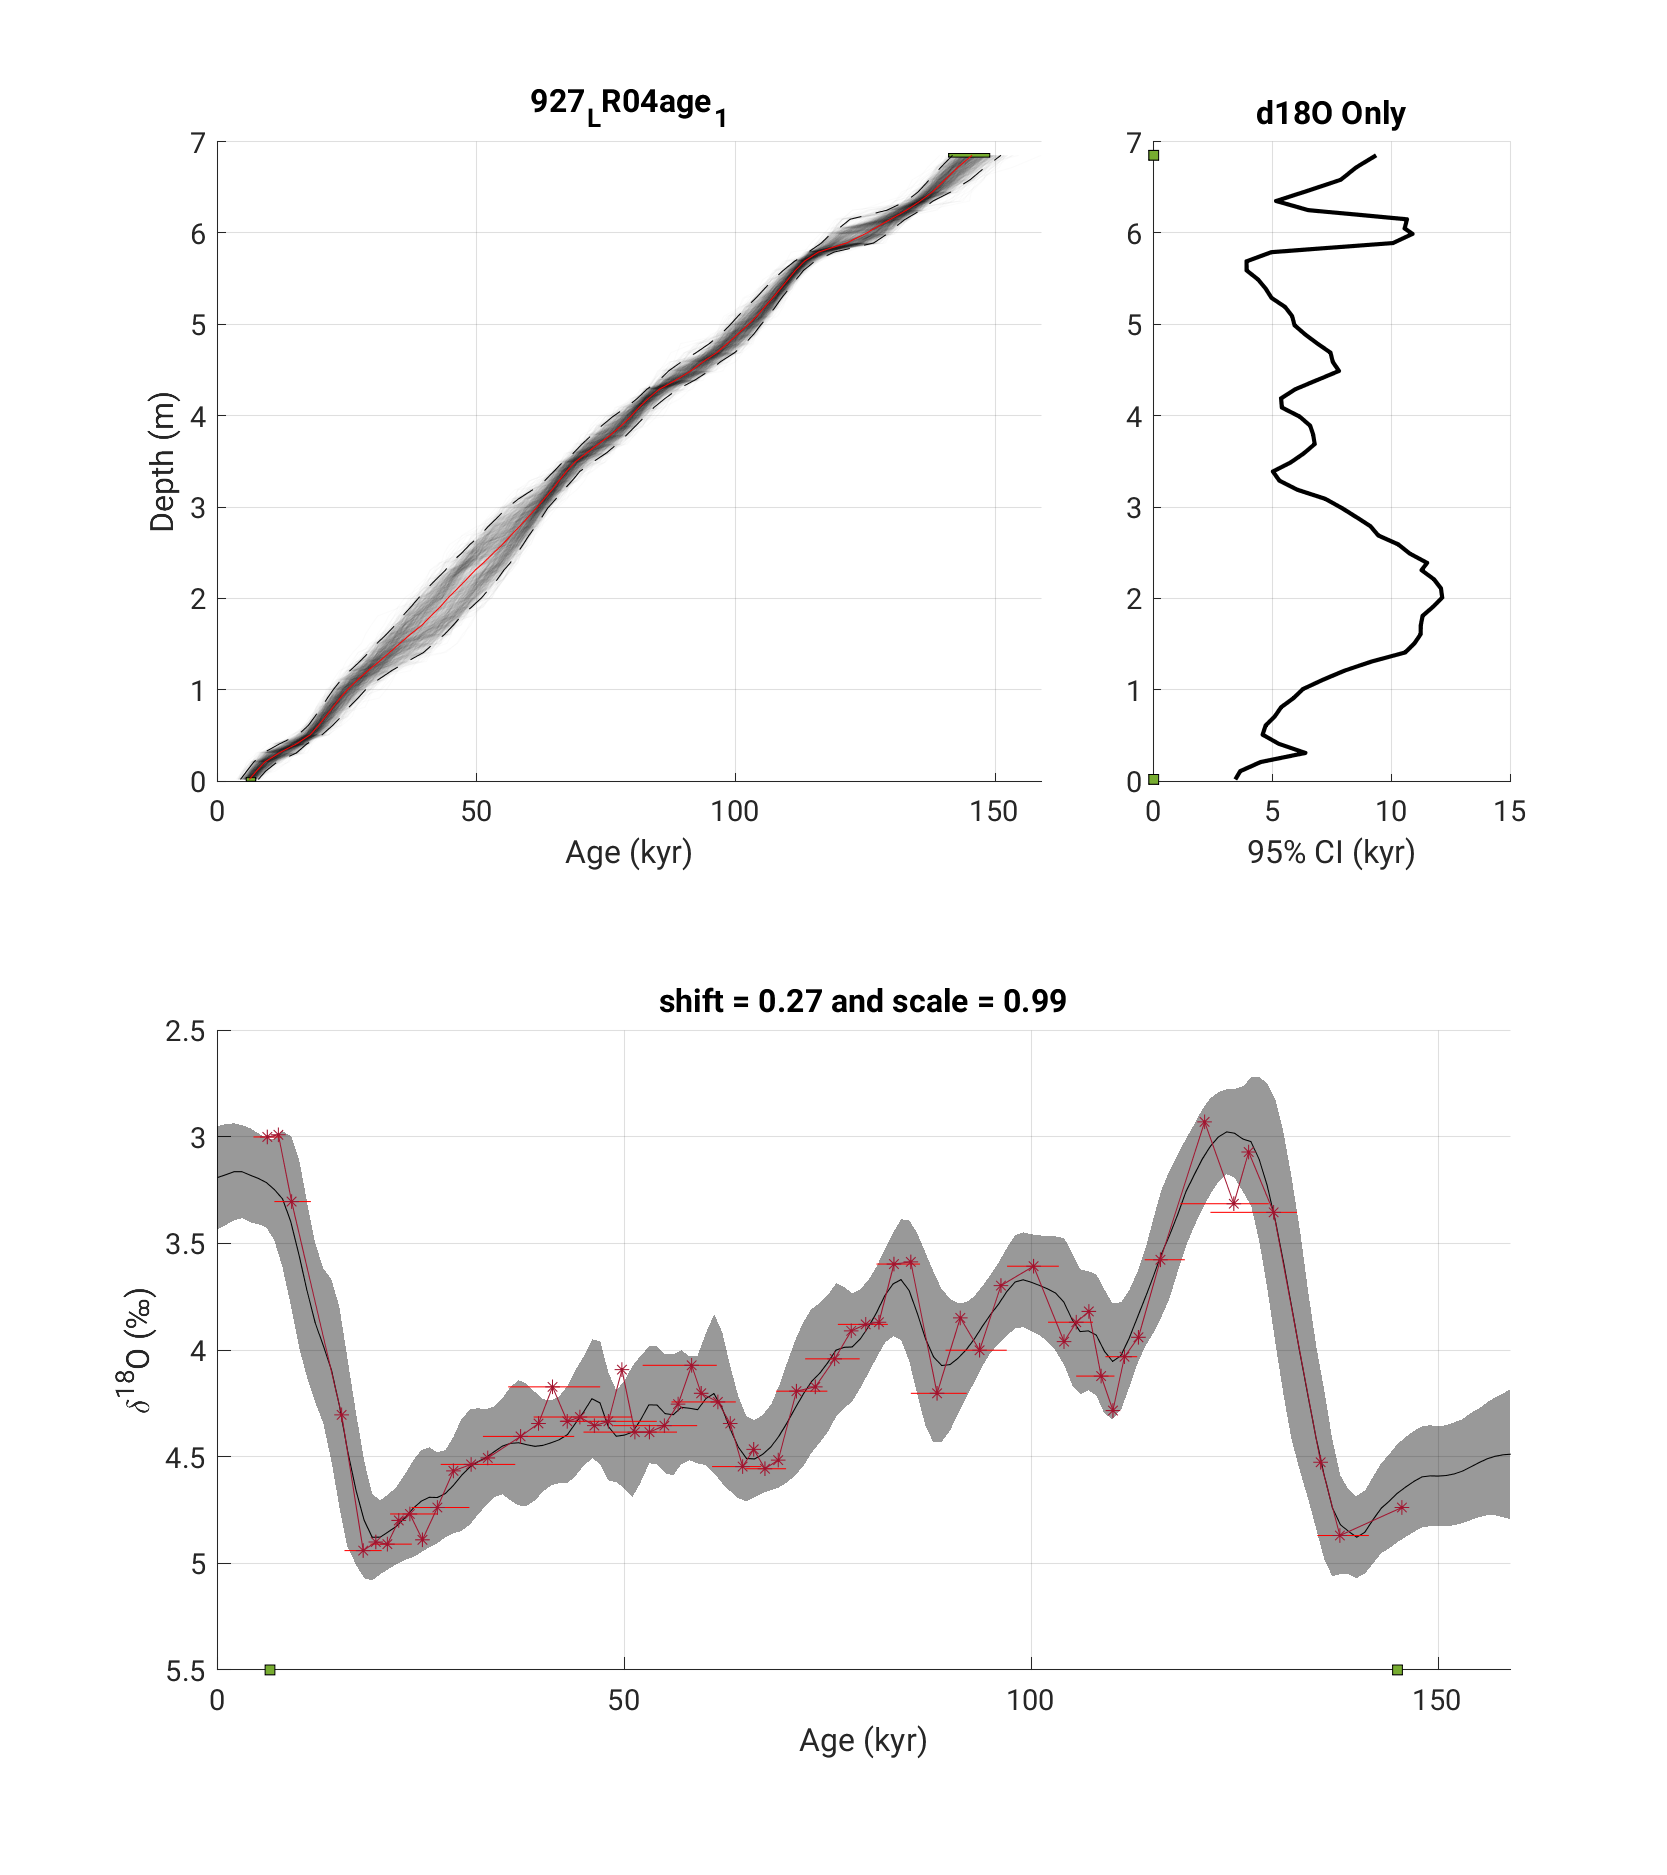 927LR04age1
7
6
5
4
3
2
1
0
Depth (m)
0 50 100 150
Age (kyr)
d18O Only
7
6
5
4
3
2
1
0
0 5 10 15
95% CI (kyr)
shift = 0.27 and scale = 0.99
2.5
3
3.5
4
4.5
5
5.5
δ18O (‰)
0 50 100 150
Age (kyr)